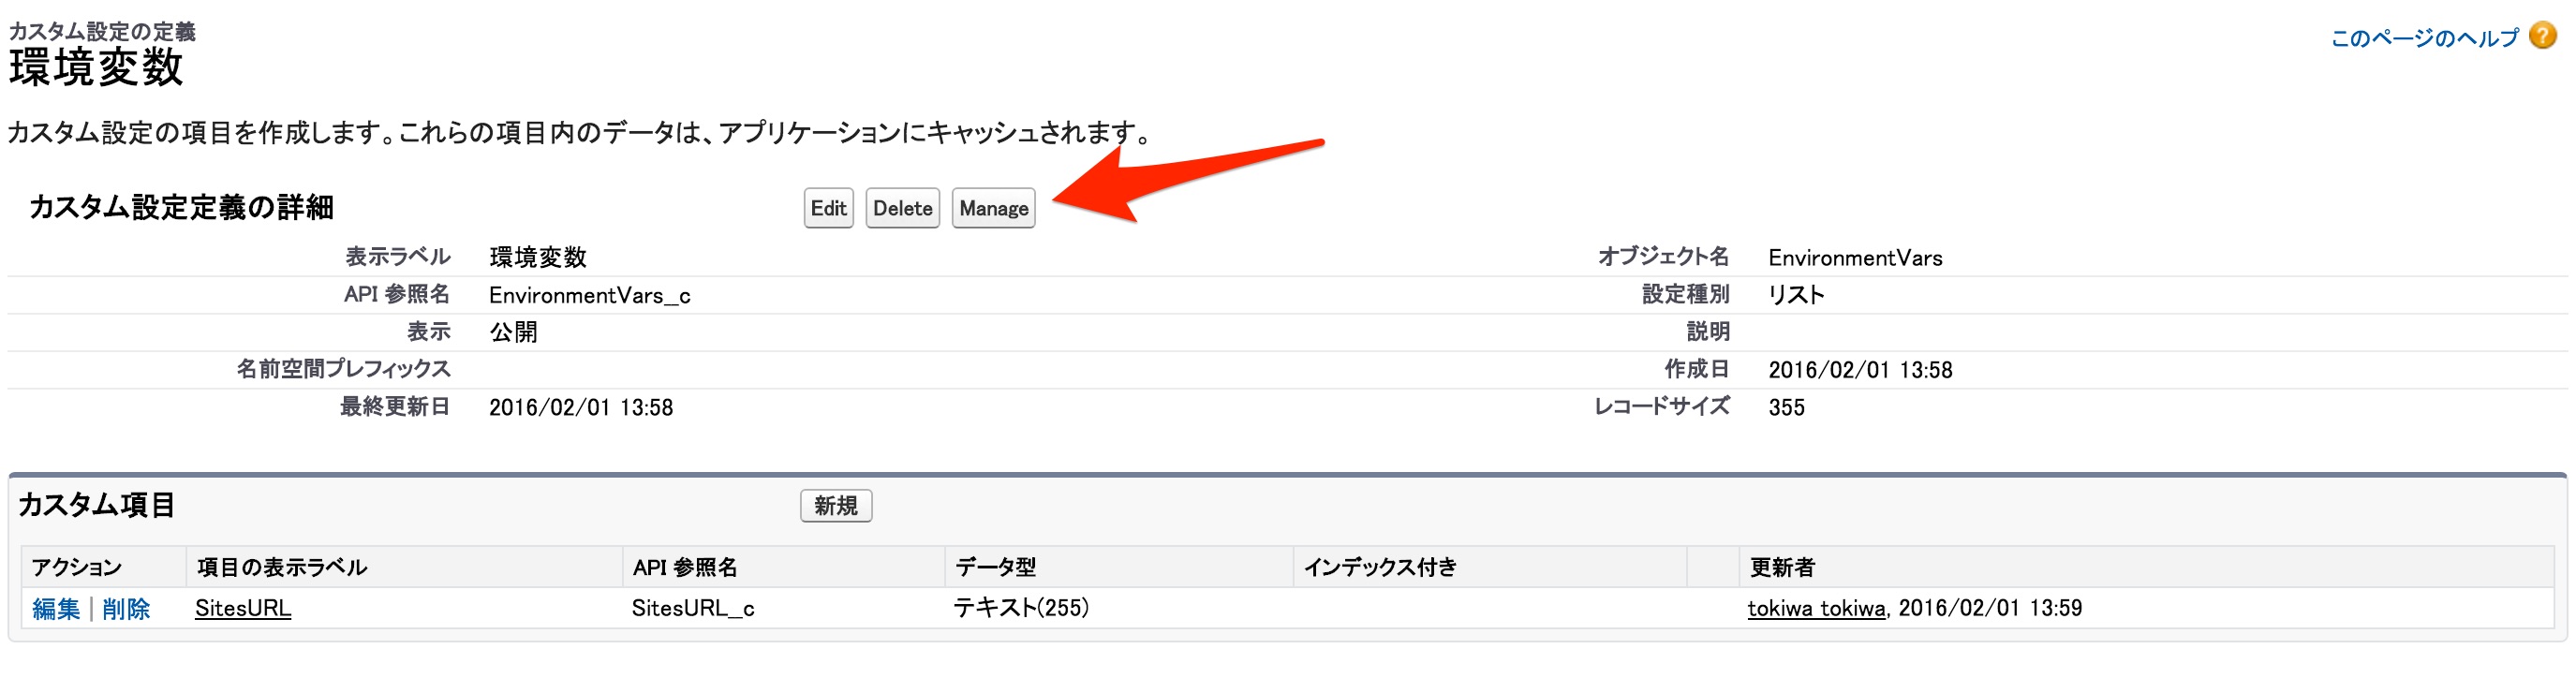 カスタム設定の定義
環境変数
このページのヘルプ ?
カスタム設定の項目を作成します。これらの項目内のデータは、アプリケーションにキャッシュされます。
カスタム設定定義の詳細 Edit Delete Manage
表示ラベル 環境変数 オブジェクト名 EnvironmentVars
API 参照名 EnvironmentVars__c 設定種別 リスト
表示 公開 説明
名前空間プレフィックス 作成日 2016/02/01 13:58
最終更新日 2016/02/01 13:58 レコードサイズ 355
カスタム項目 新規
アクション 項目の表示ラベル API 参照名 データ型 インデックス付き 更新者
編集 | 削除 SitesURL SitesURL__c テキスト(255) tokiwa tokiwa, 2016/02/01 13:59